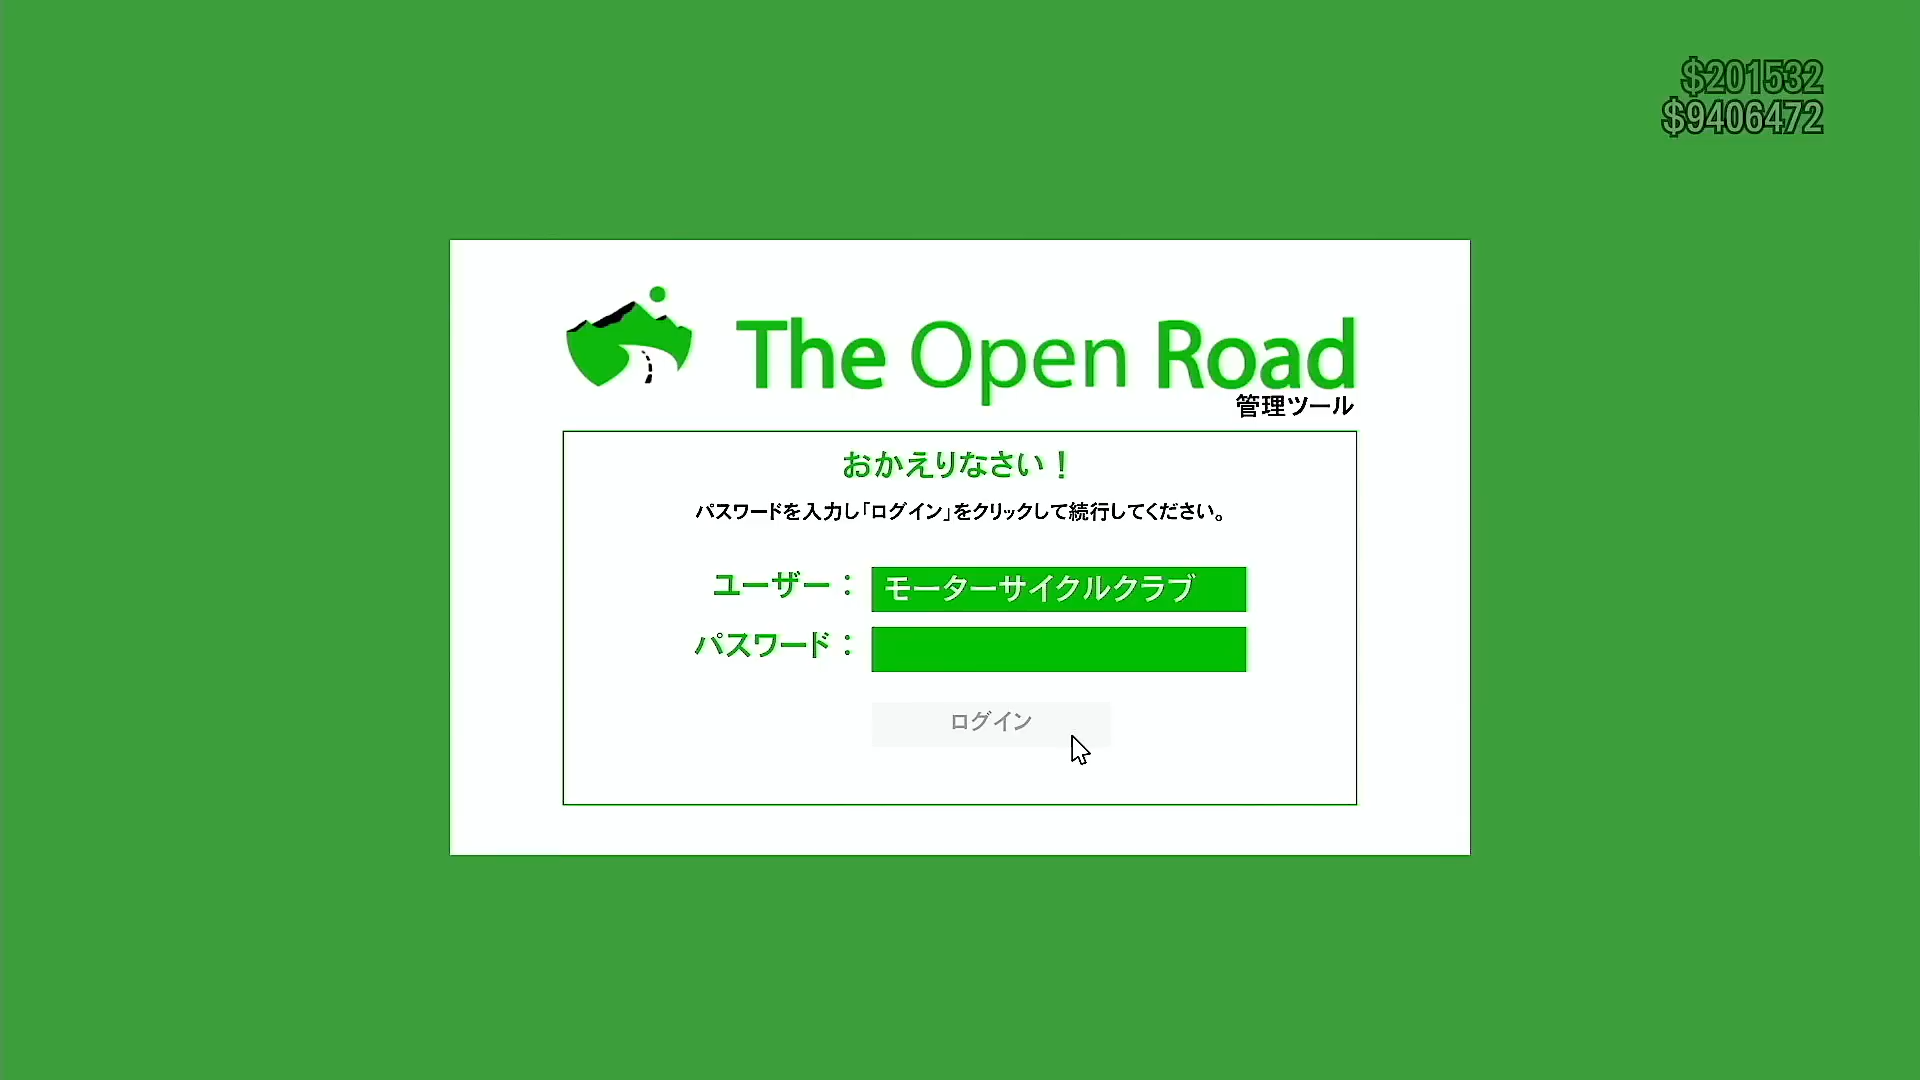 $201532
$9406472
The Open Road
管理ツール
おかえりなさい！
パスワードを入力し「ログイン」をクリックして続行してください。
ユーザー： モーターサイクルクラブ
パスワード：
ログイン